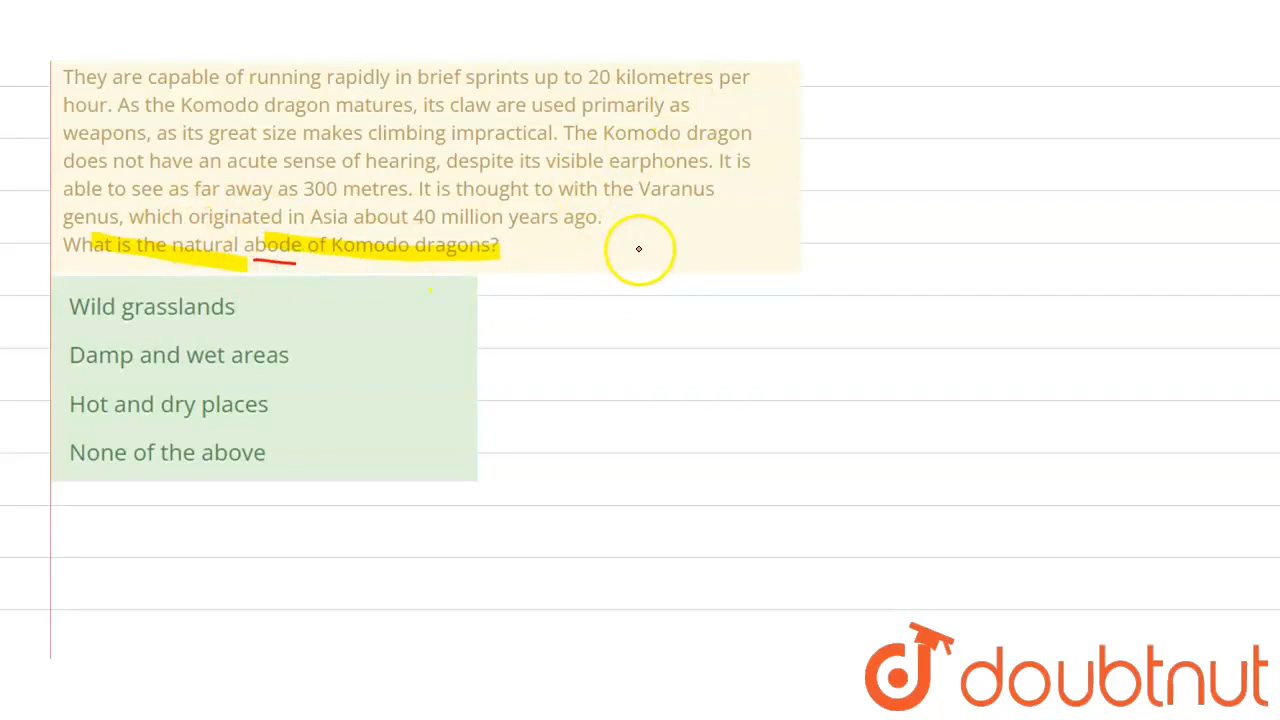 They are capable of running rapidly in brief sprints up to 20 kilometres per
hour. As the Komodo dragon matures, its claw are used primarily as
weapons, as its great size makes climbing impractical. The Komodo dragon
does not have an acute sense of hearing, despite its visible earphones. It is
able to see as far away as 300 metres. It is thought to with the Varanus
genus, which originated in Asia about 40 million years ago.
What is the natural abode of Komodo dragons?
Wild grasslands
Damp and wet areas
Hot and dry places
None of the above
doubtnut